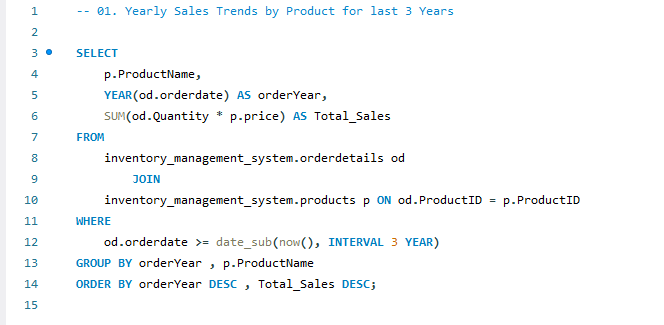 1 -- 01. Yearly Sales Trends by Product for last 3 Years
2
3 SELECT
4 p.ProductName,
5 YEAR(od.orderdate) AS orderYear,
6 SUM(od.Quantity * p.price) AS Total_Sales
7 FROM
8 inventory_management_system.orderdetails od
9 JOIN
10 inventory_management_system.products p ON od.ProductID = p.ProductID
11 WHERE
12 od.orderdate >= date_sub(now(), INTERVAL 3 YEAR)
13 GROUP BY orderYear , p.ProductName
14 ORDER BY orderYear DESC , Total_Sales DESC;
15